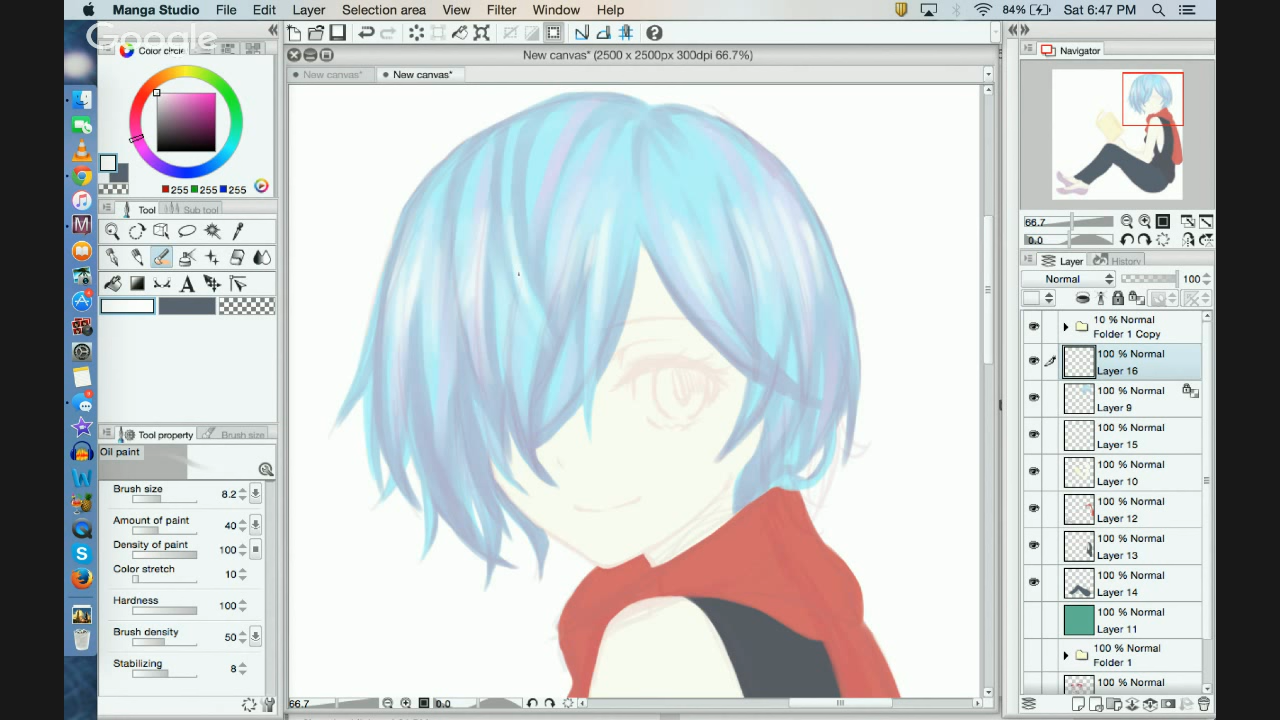 Manga Studio File Edit Layer Selection area View Filter Window Help 84% Sat 6:47 PM
Google
Color circle
New canvas* (2500 x 2500px 300dpi 66.7%)
Navigator
New canvas* New canvas*
255 255 255
Tool Sub tool
66.7
0.0
Layer History
Normal 100
10 % Normal
Folder 1 Copy
100 % Normal
Layer 16
100 % Normal
Layer 9
100 % Normal
Layer 15
100 % Normal
Layer 10
100 % Normal
Layer 12
100 % Normal
Layer 13
100 % Normal
Layer 14
100 % Normal
Layer 11
100 % Normal
Folder 1
100 % Normal
Tool property Brush size
Oil paint
Brush size 8.2
Amount of paint 40
Density of paint 100
Color stretch 10
Hardness 100
Brush density 50
Stabilizing 8
66.7 0.0